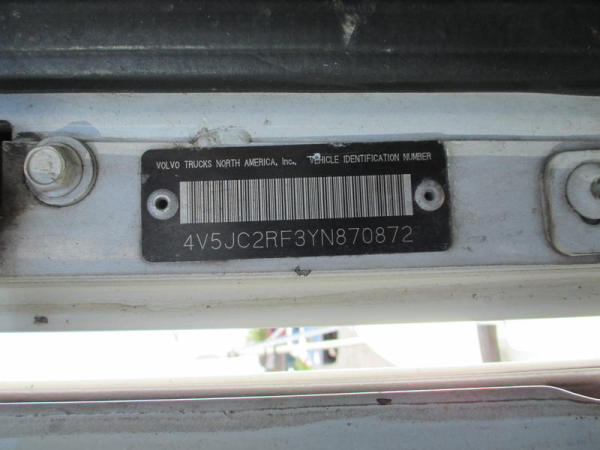 VOLVO TRUCKS NORTH AMERICA, Inc., VEHICLE IDENTIFICATION NUMBER
4V5JC2RF3YN870872